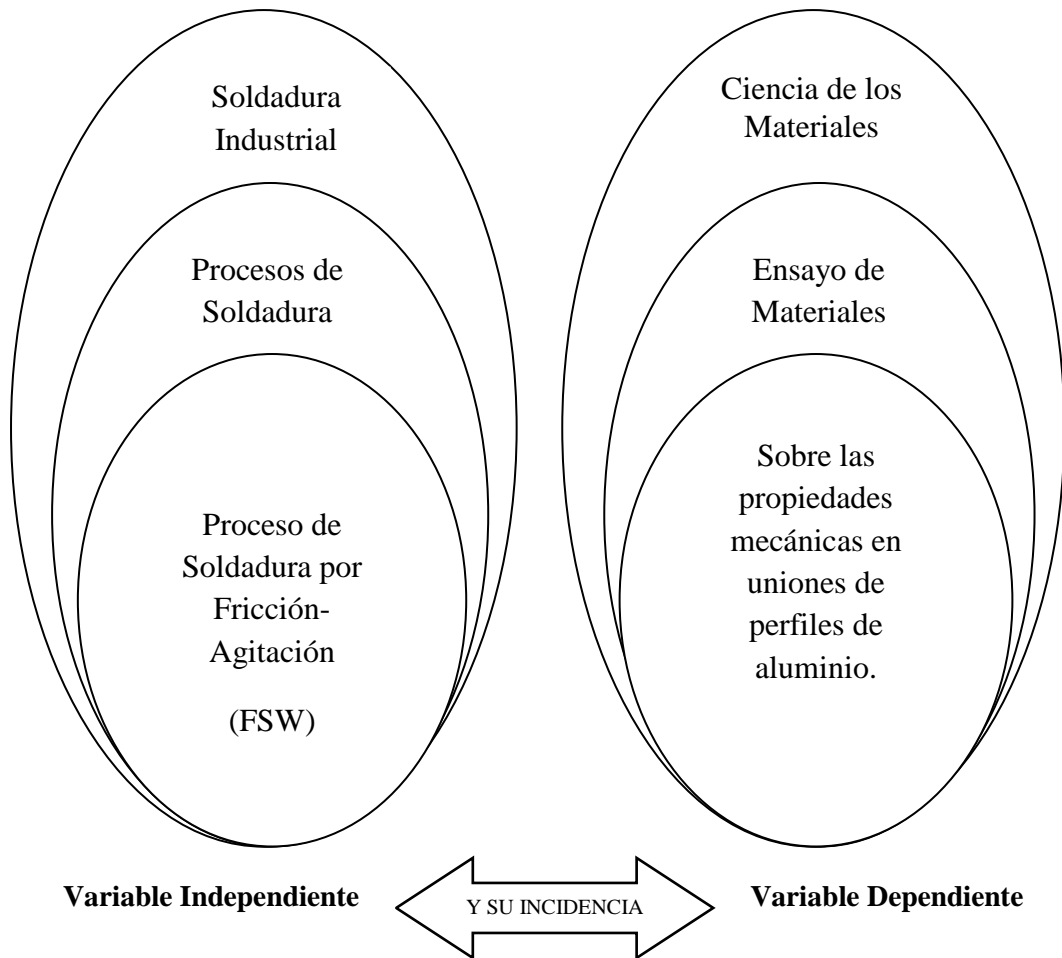 Soldadura
Industrial
Procesos de
Soldadura
Proceso de
Soldadura por
Fricción-
Agitación
(FSW)
Ciencia de los
Materiales
Ensayo de
Materiales
Sobre las
propiedades
mecánicas en
uniones de
perfiles de
aluminio.
Variable Independiente
Y SU INCIDENCIA
Variable Dependiente